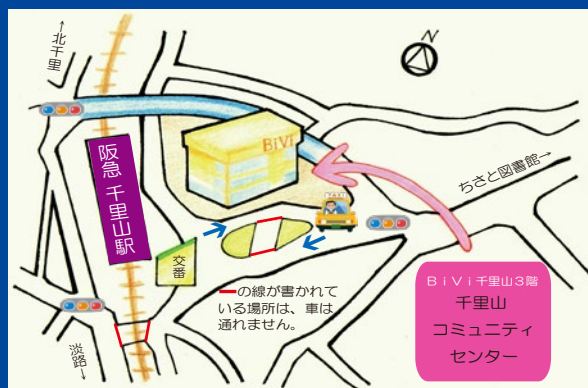 ←北千里
N
阪急 千里山駅
BiVi
TAXI
ちさと図書館→
交番
━の線が書かれて
いる場所は、車は
通れません。
淡路→
BiVi千里山3階
千里山
コミュニティ
センター